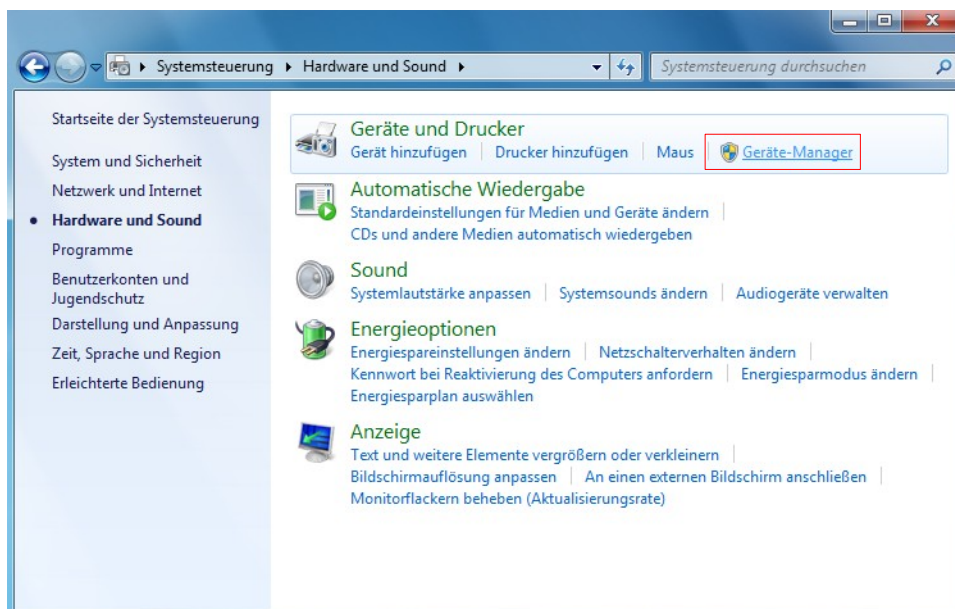 Systemsteuerung Hardware und Sound Systemsteuerung durchsuchen
Startseite der Systemsteuerung
System und Sicherheit
Netzwerk und Internet
Hardware und Sound
Programme
Benutzerkonten und
Jugendschutz
Darstellung und Anpassung
Zeit, Sprache und Region
Erleichterte Bedienung
Geräte und Drucker
Gerät hinzufügen Drucker hinzufügen Maus Geräte-Manager
Automatische Wiedergabe
Standardeinstellungen für Medien und Geräte ändern
CDs und andere Medien automatisch wiedergeben
Sound
Systemlautstärke anpassen Systemsounds ändern Audiogeräte verwalten
Energieoptionen
Energiespareinstellungen ändern Netzschalterverhalten ändern
Kennwort bei Reaktivierung des Computers anfordern Energiesparmodus ändern
Energiesparplan auswählen
Anzeige
Text und weitere Elemente vergrößern oder verkleinern
Bildschirmauflösung anpassen An einen externen Bildschirm anschließen
Monitorflackern beheben (Aktualisierungsrate)